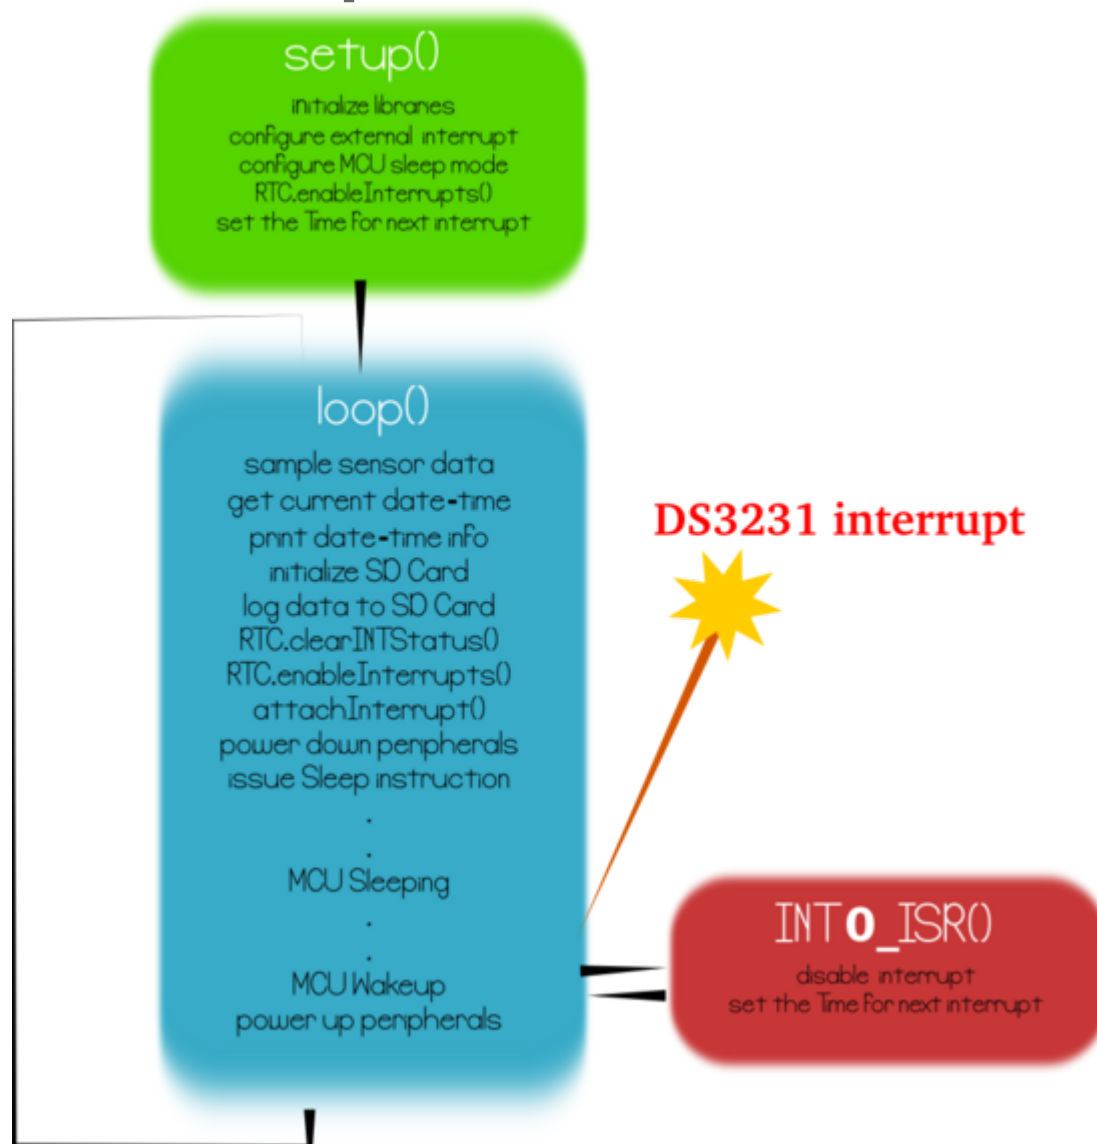 setup()
initialize libraries
configure external interrupt
configure MCU sleep mode
RTC.enableInterrupts()
set the Time for next interrupt
loop()
sample sensor data
get current date-time
print date-time info
initialize SD Card
log data to SD Card
RTC.clearINTStatus()
RTC.enableInterrupts()
attachInterrupt()
power down peripherals
issue Sleep instruction
.
.
MCU Sleeping
.
.
MCU Wakeup
power up peripherals
DS3231 interrupt
INT0_ISR()
disable interrupt
set the Time for next interrupt